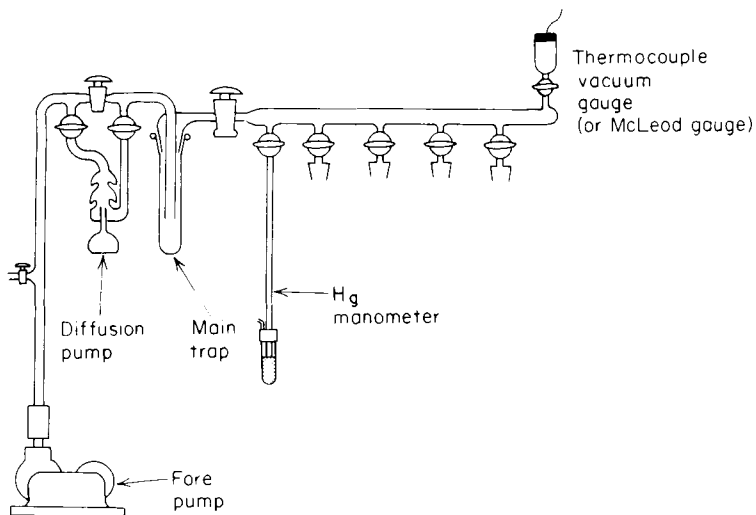 Thermocouple
vacuum
gauge
(or McLeod gauge)
Hg
manometer
Diffusion
pump
Main
trap
Fore
pump